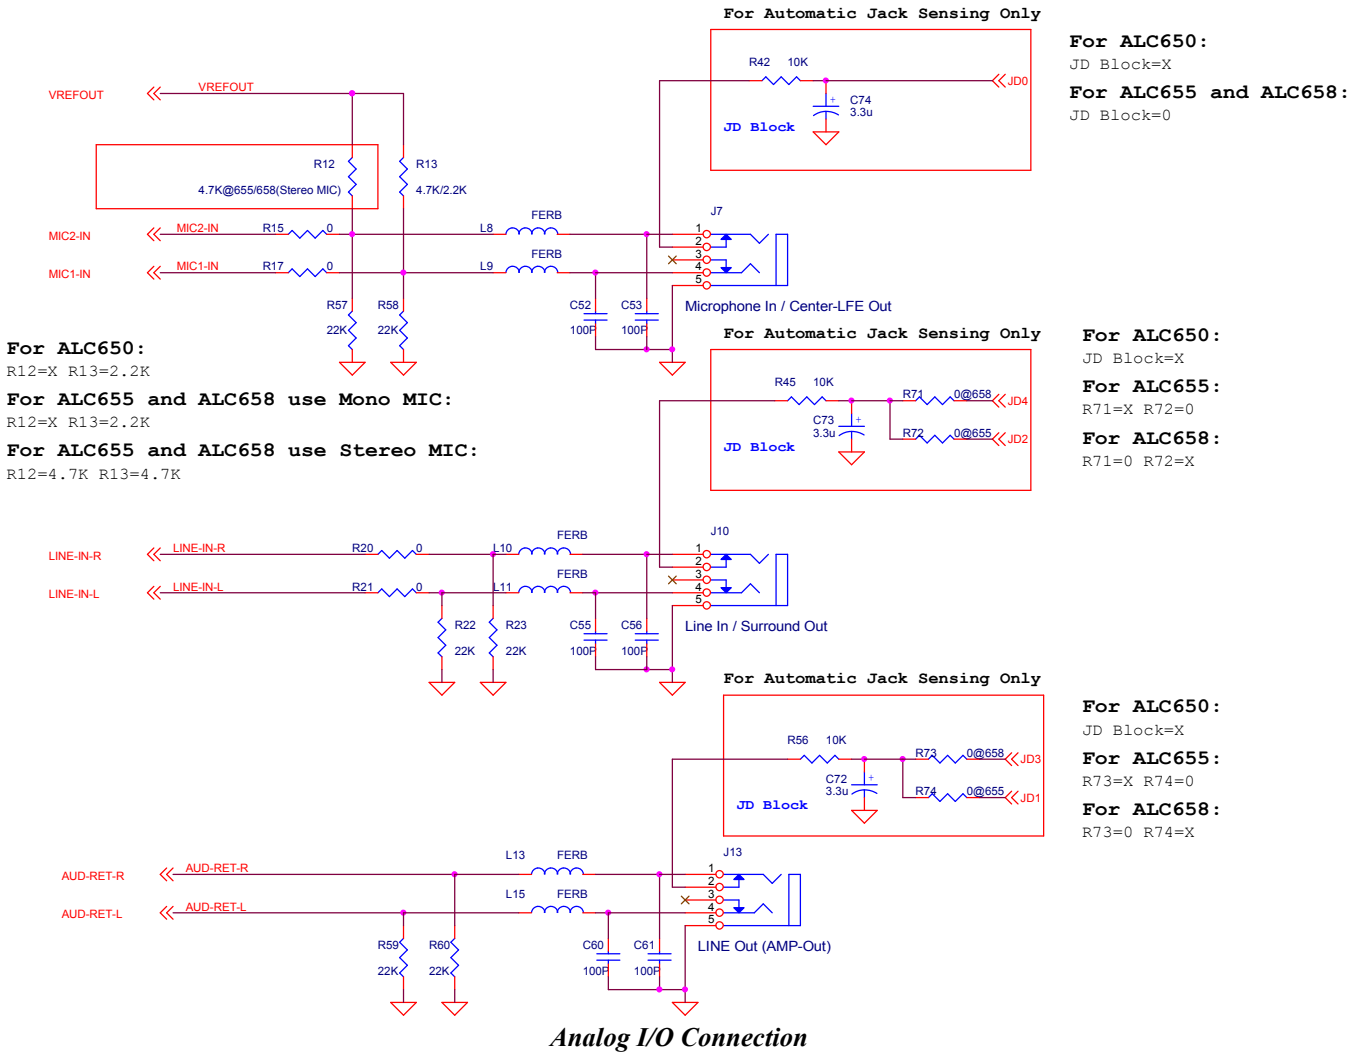 For Automatic Jack Sensing Only
For ALC650:
JD Block=X
For ALC655 and ALC658:
JD Block=0
R42 10K
JD0
C74
3.3u
JD Block
VREFOUT
VREFOUT
R12
4.7K@655/658(Stereo MIC)
R13
4.7K/2.2K
MIC2-IN
MIC2-IN
R15 0
L8
FERB
MIC1-IN
MIC1-IN
R17 0
L9
FERB
J7
1
2
3
4
5
R57
22K
R58
22K
C52
100P
C53
100P
Microphone In / Center-LFE Out
For ALC650:
R12=X R13=2.2K
For ALC655 and ALC658 use Mono MIC:
R12=X R13=2.2K
For ALC655 and ALC658 use Stereo MIC:
R12=4.7K R13=4.7K
For Automatic Jack Sensing Only
For ALC650:
JD Block=X
For ALC655:
R71=X R72=0
For ALC658:
R71=0 R72=X
R45 10K
R71 0@658
JD4
C73
3.3u
R72 0@655
JD2
JD Block
LINE-IN-R
LINE-IN-R
R20 0
L10
FERB
LINE-IN-L
LINE-IN-L
R21 0
L11
FERB
J10
1
2
3
4
5
R22
22K
R23
22K
C55
100P
C56
100P
Line In / Surround Out
For Automatic Jack Sensing Only
For ALC650:
JD Block=X
For ALC655:
R73=X R74=0
For ALC658:
R73=0 R74=X
R56 10K
R73 0@658
JD3
C72
3.3u
R74 0@655
JD1
JD Block
AUD-RET-R
AUD-RET-R
L13 FERB
AUD-RET-L
AUD-RET-L
L15 FERB
J13
1
2
3
4
5
R59
22K
R60
22K
C60
100P
C61
100P
LINE Out (AMP-Out)
Analog I/O Connection